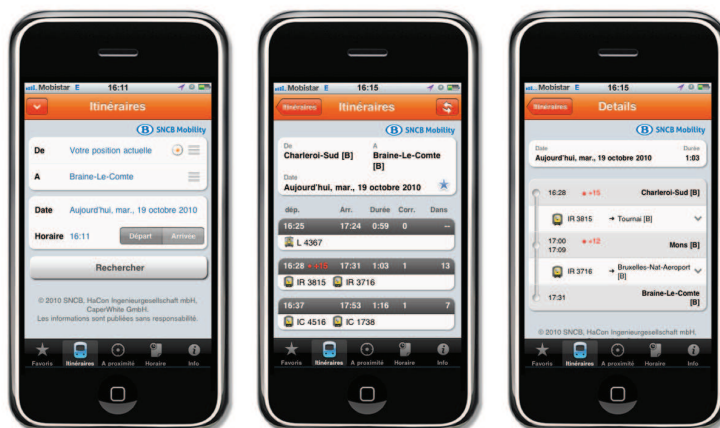 Mobistar E 16:11
Itinéraires
B SNCB Mobility
De Votre position actuelle
A Braine-Le-Comte
Date Aujourd'hui, mar., 19 octobre 2010
Horaire 16:11 Départ Arrivée
Rechercher
© 2010 SNCB, HaCon Ingenieurgesellschaft mbH,
CaperWhite GmbH.
Les informations sont publiées sans responsabilité.
Favoris Itinéraires A proximité Horaire Info
Mobistar E 16:15
Itinéraires Itinéraires
B SNCB Mobility
De A
Charleroi-Sud [B] Braine-Le-Comte
[B]
Date
Aujourd'hui, mar., 19 octobre 2010
dép. Arr. Durée Corr. Dans
16:25 17:24 0:59 0 --
L 4367
16:28 +15 17:31 1:03 1 13
IR 3815 IR 3716
16:37 17:53 1:16 1 7
IC 4516 IC 1738
Favoris Itinéraires A proximité Horaire Info
Mobistar E 16:15
Itinéraires Details
B SNCB Mobility
Date Durée
Aujourd'hui, mar., 19 octobre 2010 1:03
16:28 +15 Charleroi-Sud [B]
IR 3815 → Tournai [B]
17:00 +12 Mons [B]
17:09
IR 3716 → Bruxelles-Nat-Aeroport
[B]
17:31 Braine-Le-Comte
[B]
© 2010 SNCB, HaCon Ingenieurgesellschaft mbH,
Favoris Itinéraires A proximité Horaire Info